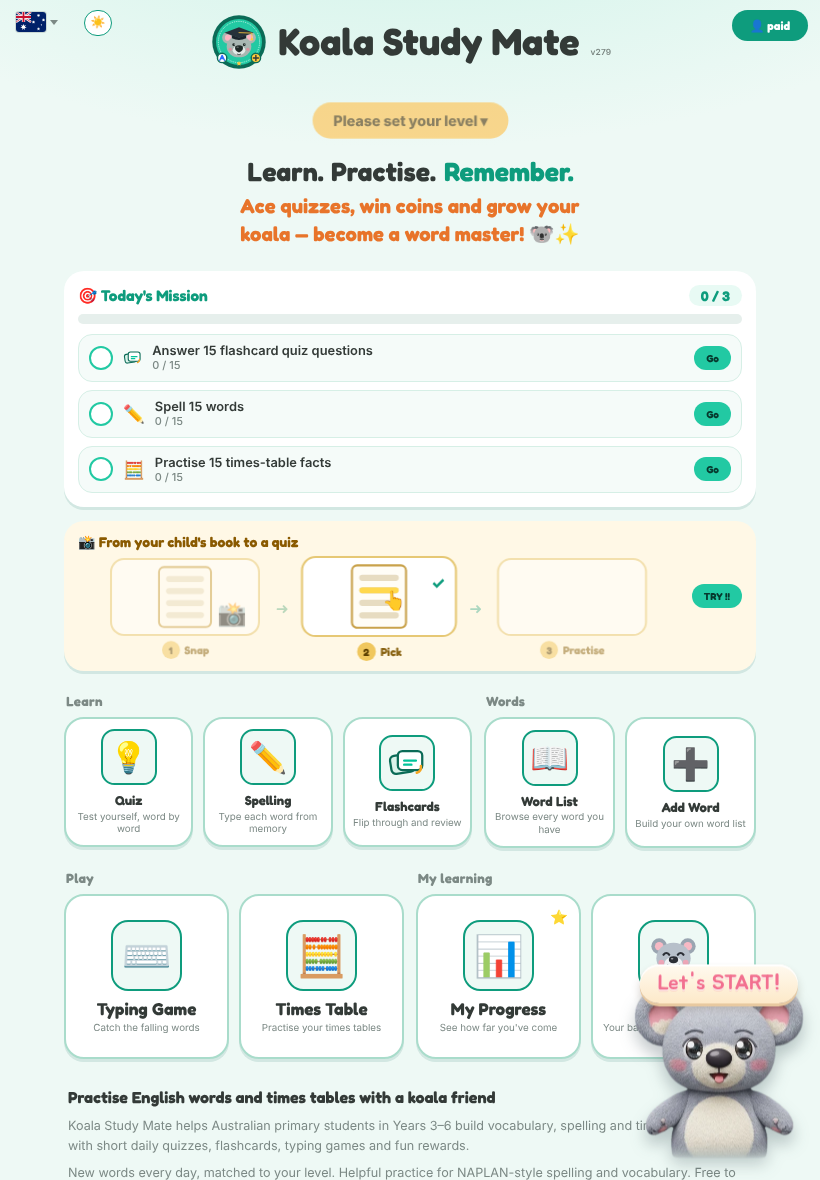 paid
Koala Study Mate v279
Please set your level ▾
Learn. Practise. Remember.
Ace quizzes, win coins and grow your
koala — become a word master! 🐨✨
Today's Mission
0 / 3
Answer 15 flashcard quiz questions
0 / 15
Go
Spell 15 words
0 / 15
Go
Practise 15 times-table facts
0 / 15
Go
From your child's book to a quiz
TRY !!
1 Snap
2 Pick
3 Practise
Learn
Words
Quiz
Test yourself, word by
word
Spelling
Type each word from
memory
Flashcards
Flip through and review
Word List
Browse every word you
have
Add Word
Build your own word list
Play
My learning
Typing Game
Catch the falling words
Times Table
Practise your times tables
My Progress
See how far you've come
Your
Let's START!
Practise English words and times tables with a koala friend
Koala Study Mate helps Australian primary students in Years 3–6 build vocabulary, spelling and
with short daily quizzes, flashcards, typing games and fun rewards.
New words every day, matched to your level. Helpful practice for NAPLAN-style spelling and vocabulary. Free to